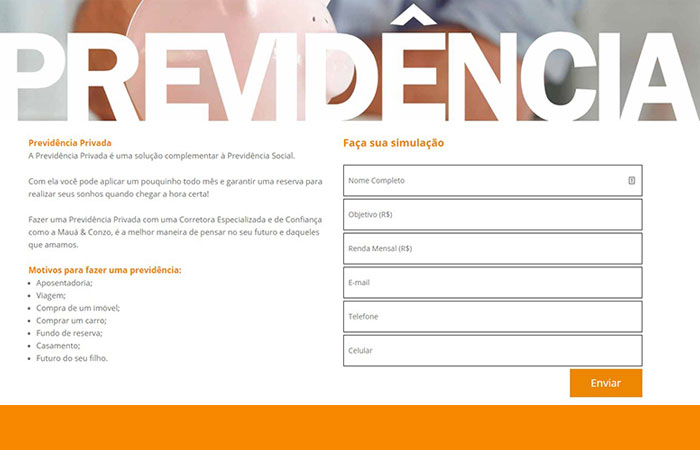 PREVIDÊNCIA
Previdência Privada
A Previdência Privada é uma solução complementar à Previdência Social.
Com ela você pode aplicar um pouquinho todo mês e garantir uma reserva para
realizar seus sonhos quando chegar a hora certa!
Fazer uma Previdência Privada com uma Corretora Especializada e de Confiança
como a Mauá & Conzo, é a melhor maneira de pensar no seu futuro e daqueles
que amamos.
Motivos para fazer uma previdência:
• Aposentadoria;
• Viagem;
• Compra de um imóvel;
• Comprar um carro;
• Fundo de reserva;
• Casamento;
• Futuro do seu filho.
Faça sua simulação
Nome Completo
Objetivo (R$)
Renda Mensal (R$)
E-mail
Telefone
Celular
Enviar